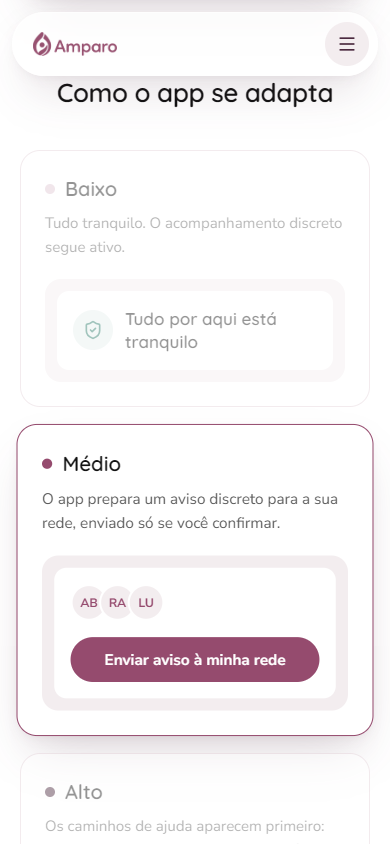 Amparo
Como o app se adapta
Baixo
Tudo tranquilo. O acompanhamento discreto
segue ativo.
Tudo por aqui está
tranquilo
Médio
O app prepara um aviso discreto para a sua
rede, enviado só se você confirmar.
AB RA LU
Enviar aviso à minha rede
Alto
Os caminhos de ajuda aparecem primeiro: